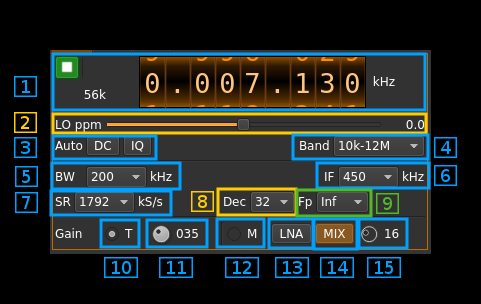 1 0.007.130 kHz
56k
2 LO ppm 0.0
3 Auto DC IQ Band 10k-12M 4
5 BW 200 kHz IF 450 kHz 6
7 SR 1792 kS/s 8 Dec 32 Fp Inf 9
Gain T 035 M LNA MIX 16
10 11 12 13 14 15